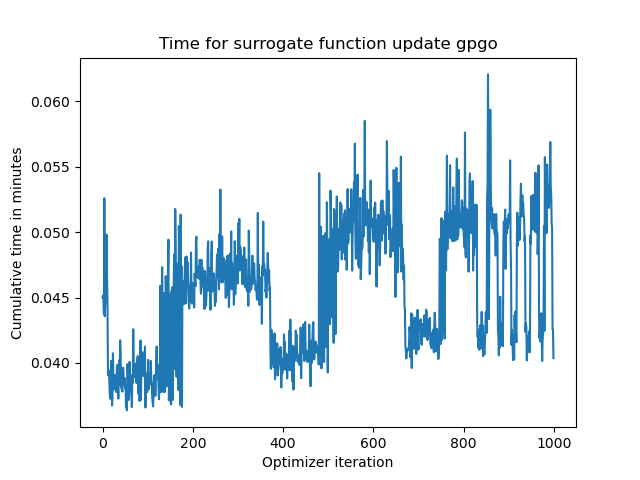 Time for surrogate function update gpgo
0.060
0.055
0.050
0.045
0.040
Cumulative time in minutes
0 200 400 600 800 1000
Optimizer iteration